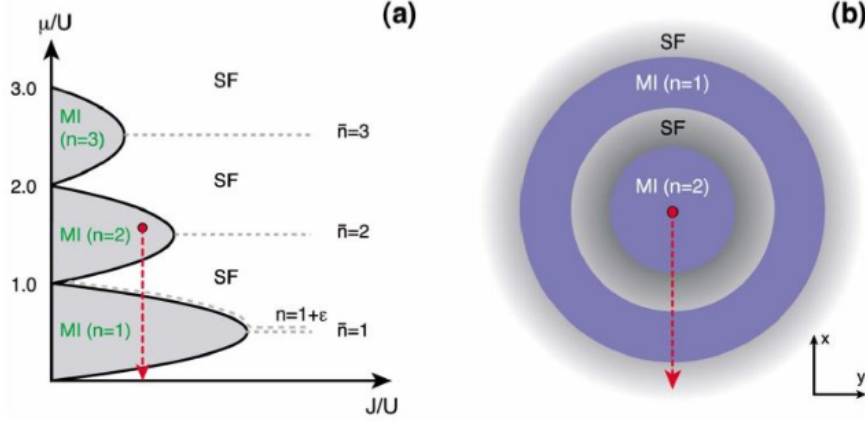 μ/U
(a)
3.0
SF
MI
(n=3)
n̄=3
2.0
SF
MI (n=2)
n̄=2
1.0
SF
n=1+ε
MI (n=1)
n̄=1
J/U
(b)
SF
MI (n=1)
SF
MI (n=2)
x
y